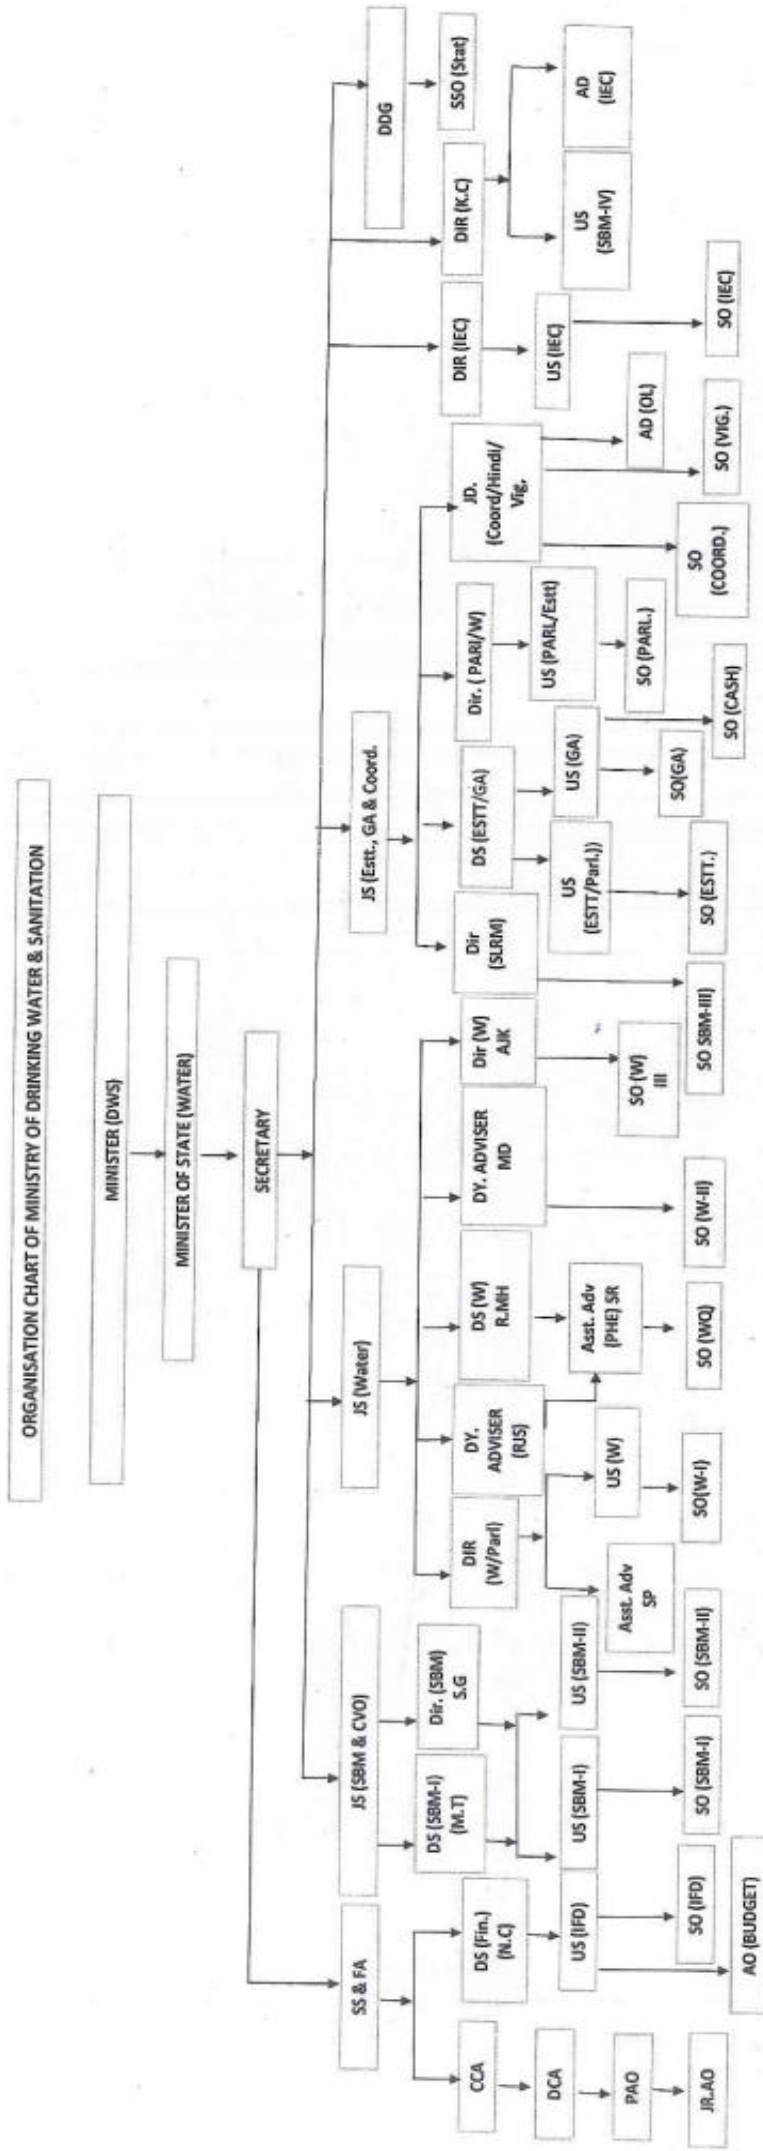 ORGANISATION CHART OF MINISTRY OF DRINKING WATER & SANITATION
MINISTER (DWS)
MINISTER OF STATE (WATER)
SECRETARY
SS & FA
JS (SBM & CVO)
JS (Water)
JS (Estt., GA & Coord.
DDG
CCA
DS (Fin.)
(N.C)
DS (SBM-I)
(M.T)
Dir. (SBM)
S.G
DIR
(W/Parl)
DY.
ADVISER
(RJS)
DS (W)
R.MH
DY. ADVISER
MD
Dir (W)
AJK
Dir
(SLRM)
DS (ESTT/GA)
Dir. ( PARl/W)
JD.
(Coord/Hindi/
Vig.
DIR (IEC)
DIR (K.C)
SSO (Stat)
DCA
US (IFD)
US (SBM-I)
US (SBM-II)
Asst. Adv
SP
US (W)
Asst. Adv
(PHE) SR
SO (W)
III
US
(ESTT/Parl.))
US (GA)
US (PARL/Estt)
AD (OL)
US (IEC)
US
(SBM-IV)
AD
(IEC)
PAO
SO (PARL.)
JR.AO
SO (IFD)
AO (BUDGET)
SO (SBM-I)
SO (SBM-II)
SO(W-I)
SO (WQ)
SO (W-II)
SO SBM-III)
SO (ESTT.)
SO(GA)
SO (CASH)
SO
(COORD.)
SO (VIG.)
SO (IEC)